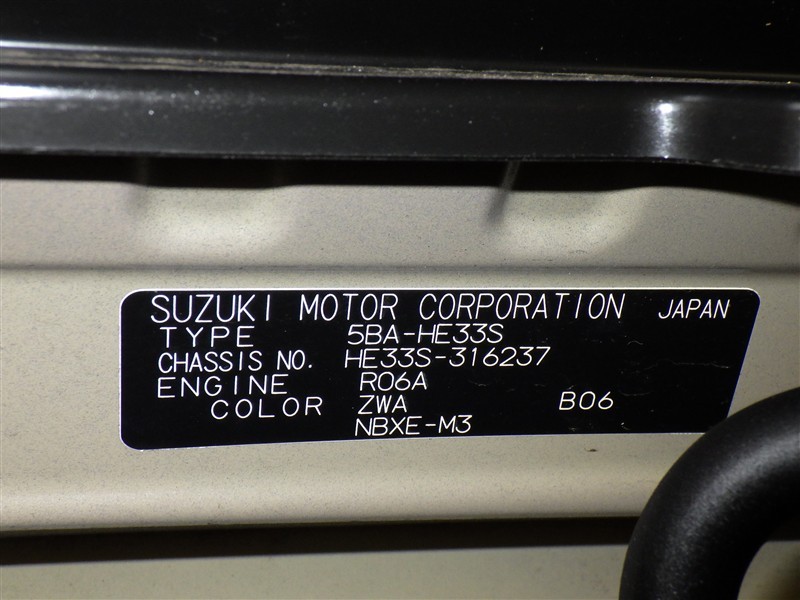 SUZUKI MOTOR CORPORATION JAPAN
TYPE 5BA-HE33S
CHASSIS NO. HE33S-316237
ENGINE R06A
COLOR ZWA B06
NBXE-M3